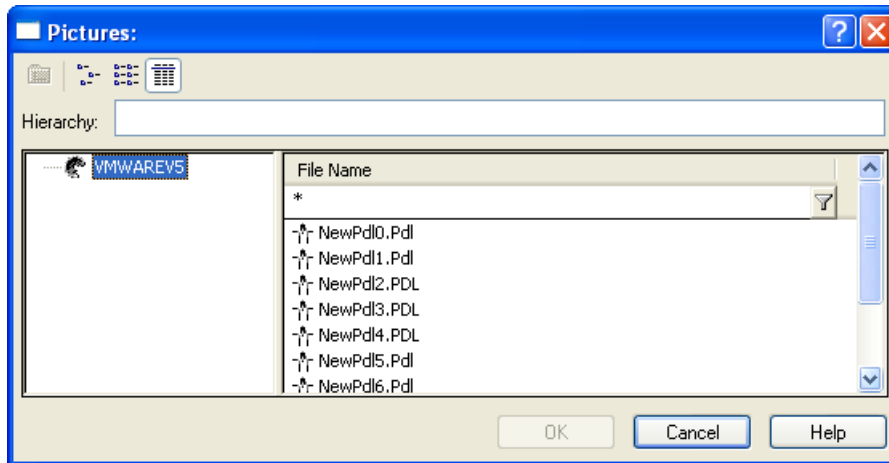 Pictures:
Hierarchy:
VMWAREV5
File Name
*
NewPdl0.Pdl
NewPdl1.Pdl
NewPdl2.PDL
NewPdl3.PDL
NewPdl4.PDL
NewPdl5.Pdl
NewPdl6.Pdl
OK Cancel Help